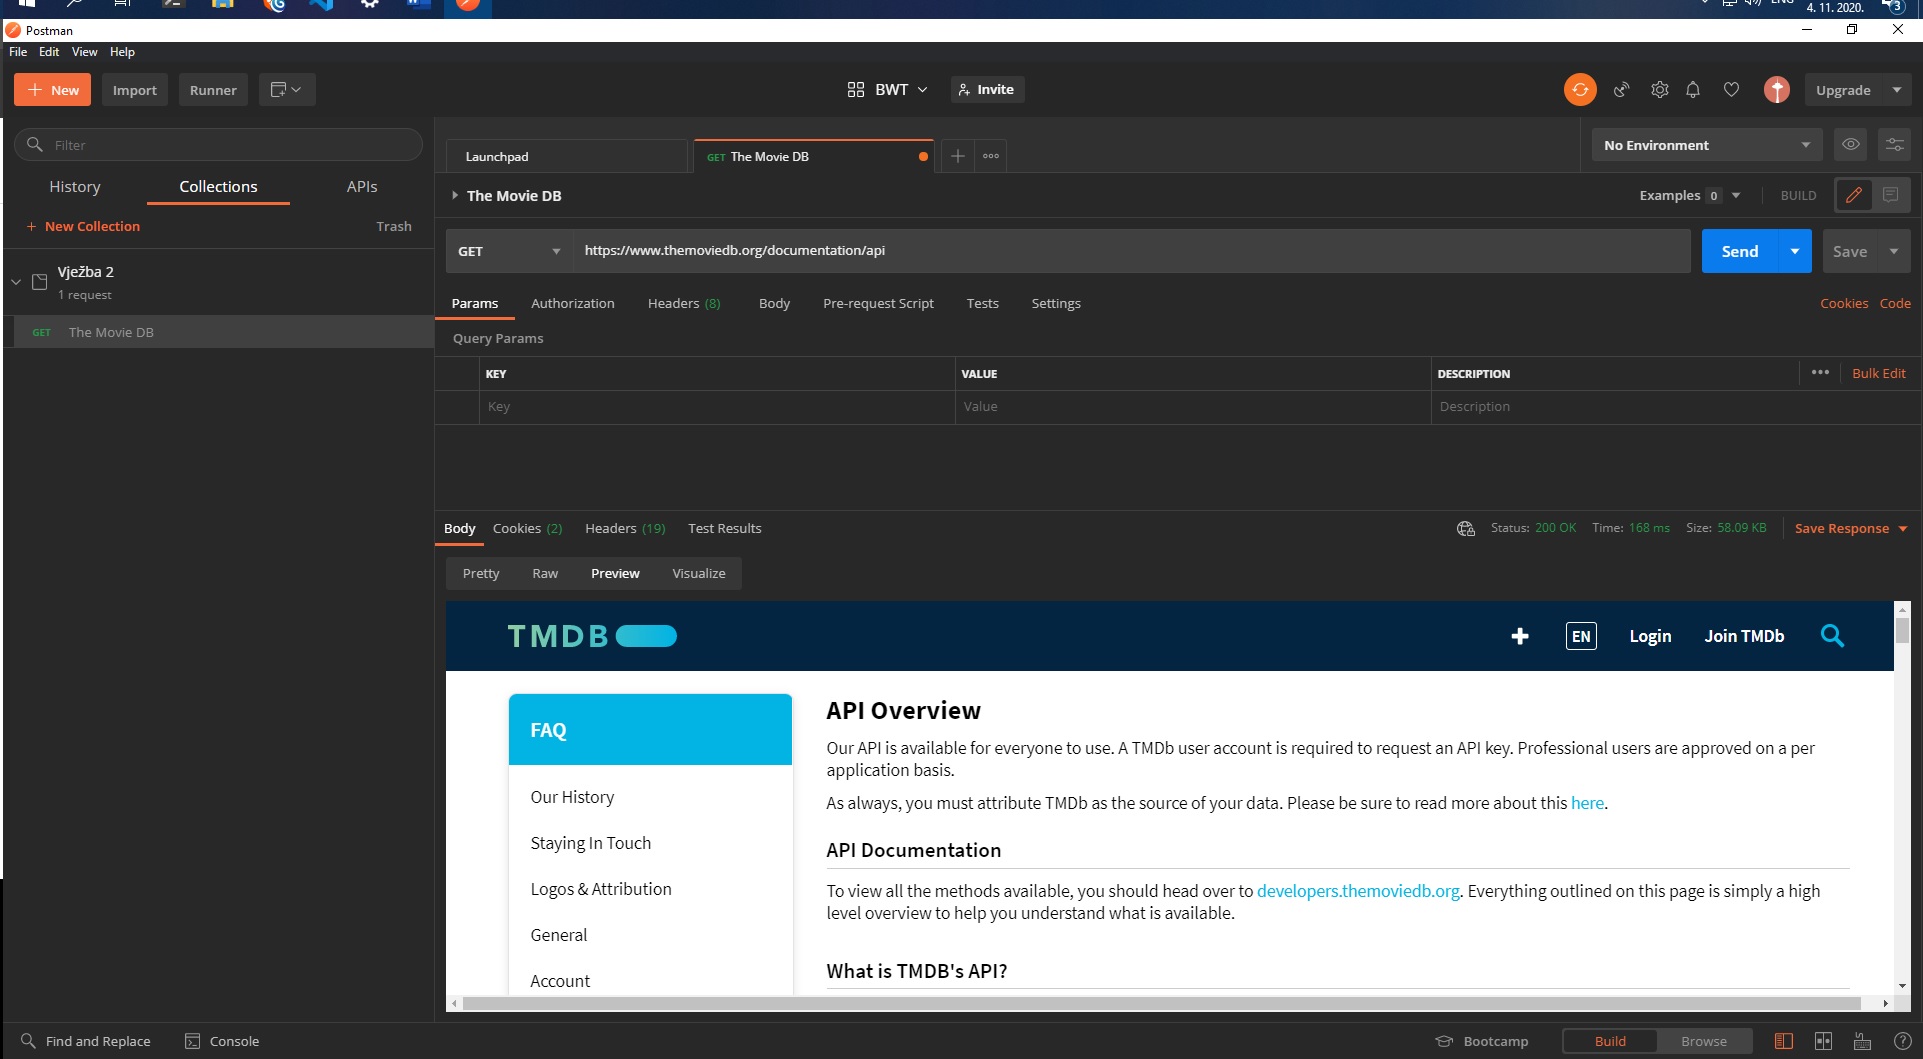 4. 11. 2020.
3
Postman
File Edit View Help
New Import Runner BWT Invite Upgrade
Filter
History Collections APIs
+ New Collection Trash
Vježba 2
1 request
GET The Movie DB
Launchpad GET The Movie DB No Environment
The Movie DB Examples 0 BUILD
GET https://www.themoviedb.org/documentation/api Send Save
Params Authorization Headers (8) Body Pre-request Script Tests Settings Cookies Code
Query Params
KEY VALUE DESCRIPTION Bulk Edit
Key Value Description
Body Cookies (2) Headers (19) Test Results Status: 200 OK Time: 168 ms Size: 58.09 KB Save Response
Pretty Raw Preview Visualize
TMDB EN Login Join TMDb
FAQ
Our History
Staying In Touch
Logos & Attribution
General
Account
API Overview
Our API is available for everyone to use. A TMDb user account is required to request an API key. Professional users are approved on a per
application basis.
As always, you must attribute TMDb as the source of your data. Please be sure to read more about this here.
API Documentation
To view all the methods available, you should head over to developers.themoviedb.org. Everything outlined on this page is simply a high
level overview to help you understand what is available.
What is TMDB's API?
Find and Replace Console Bootcamp Build Browse